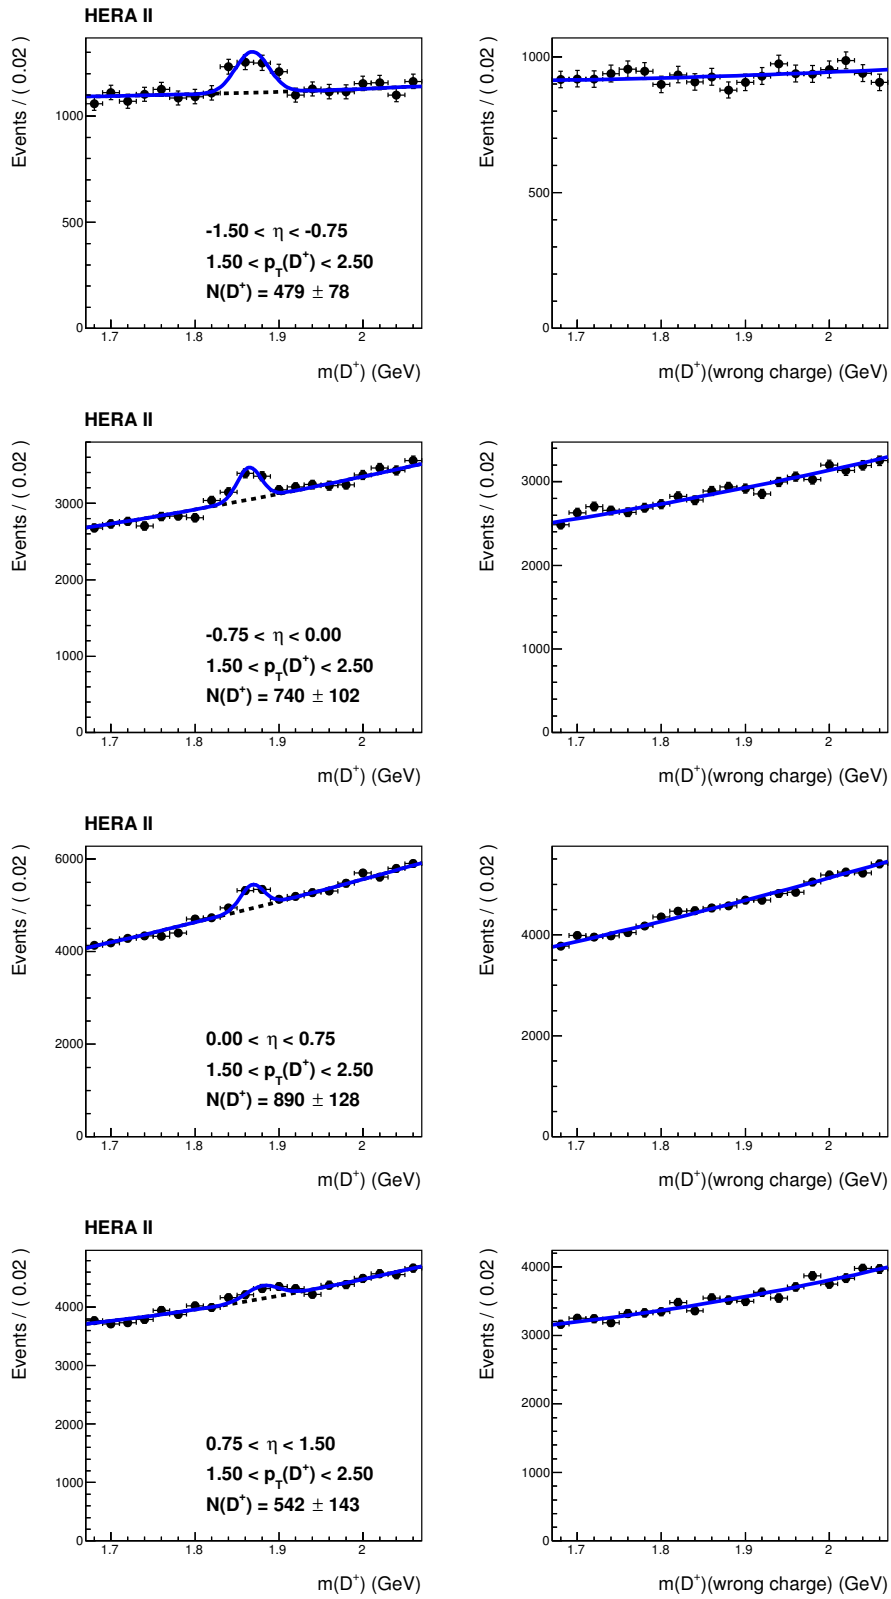 HERA II
Events / ( 0.02 )
1000
500
0
1.7 1.8 1.9 2
m(D⁺) (GeV)
-1.50 < η < -0.75
1.50 < p_T(D⁺) < 2.50
N(D⁺) = 479 ± 78
Events / ( 0.02 )
1000
500
0
1.7 1.8 1.9 2
m(D⁺)(wrong charge) (GeV)
HERA II
Events / ( 0.02 )
3000
2000
1000
0
1.7 1.8 1.9 2
m(D⁺) (GeV)
-0.75 < η < 0.00
1.50 < p_T(D⁺) < 2.50
N(D⁺) = 740 ± 102
Events / ( 0.02 )
3000
2000
1000
0
1.7 1.8 1.9 2
m(D⁺)(wrong charge) (GeV)
HERA II
Events / ( 0.02 )
6000
4000
2000
0
1.7 1.8 1.9 2
m(D⁺) (GeV)
0.00 < η < 0.75
1.50 < p_T(D⁺) < 2.50
N(D⁺) = 890 ± 128
Events / ( 0.02 )
4000
2000
0
1.7 1.8 1.9 2
m(D⁺)(wrong charge) (GeV)
HERA II
Events / ( 0.02 )
4000
3000
2000
1000
0
1.7 1.8 1.9 2
m(D⁺) (GeV)
0.75 < η < 1.50
1.50 < p_T(D⁺) < 2.50
N(D⁺) = 542 ± 143
Events / ( 0.02 )
4000
3000
2000
1000
0
1.7 1.8 1.9 2
m(D⁺)(wrong charge) (GeV)